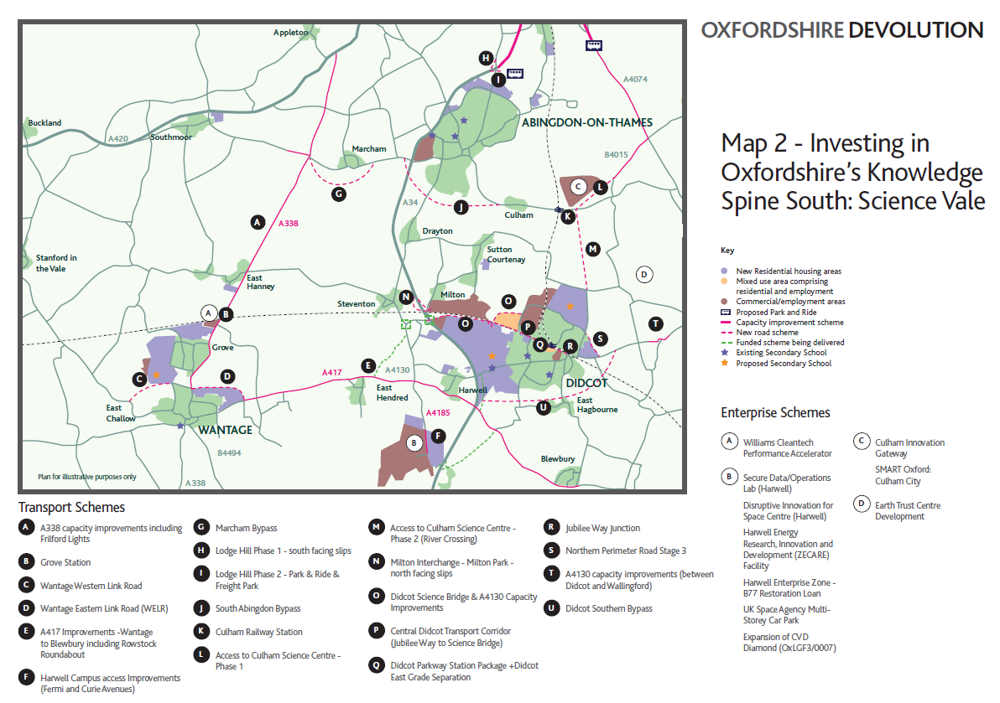 OXFORDSHIRE DEVOLUTION
Map 2 - Investing in
Oxfordshire's Knowledge
Spine South: Science Vale
Appleton
H
I
A4074
Buckland
ABINGDON-ON-THAMES
A420
Southmoor
Marcham
B4015
C
L
G
A34
J
Culham
K
A
A338
Drayton
M
Sutton
Courtenay
Stanford in
the Vale
D
East
Hanney
N
Milton
O
Steventon
A
B
O
P
T
Grove
Q
R
S
A417
E
A4130
C
D
DIDCOT
East
Hendred
Harwell
East
Challow
U
East
Hagbourne
A4185
WANTAGE
B
F
B4494
Blewbury
Plan for illustrative purposes only
A338
Key
New Residential housing areas
Mixed use area comprising
residential and employment
Commercial/employment areas
Proposed Park and Ride
Capacity improvement scheme
New road scheme
Funded scheme being delivered
Existing Secondary School
Proposed Secondary School
Enterprise Schemes
A Williams Cleantech
Performance Accelerator
B Secure Data/Operations
Lab (Harwell)
Disruptive Innovation for
Space Centre (Harwell)
Harwell Energy
Research, Innovation and
Development (ZECARE)
Facility
Harwell Enterprise Zone -
B77 Restoration Loan
UK Space Agency Multi-
Storey Car Park
Expansion of CVD
Diamond (OxLGF3/0007)
C Culham Innovation
Gateway
SMART Oxford:
Culham City
D Earth Trust Centre
Development
Transport Schemes
A A338 capacity improvements including
Frilford Lights
B Grove Station
C Wantage Western Link Road
D Wantage Eastern Link Road (WELR)
E A417 Improvements -Wantage
to Blewbury including Rowstock
Roundabout
F Harwell Campus access Improvements
(Fermi and Curie Avenues)
G Marcham Bypass
H Lodge Hill Phase 1 - south facing slips
I Lodge Hill Phase 2 - Park & Ride &
Freight Park
J South Abingdon Bypass
K Culham Railway Station
L Access to Culham Science Centre -
Phase 1
M Access to Culham Science Centre -
Phase 2 (River Crossing)
N Milton Interchange - Milton Park -
north facing slips
O Didcot Science Bridge & A4130 Capacity
Improvements
P Central Didcot Transport Corridor
(Jubilee Way to Science Bridge)
Q Didcot Parkway Station Package +Didcot
East Grade Separation
R Jubilee Way Junction
S Northern Perimeter Road Stage 3
T A4130 capacity improvements (between
Didcot and Wallingford)
U Didcot Southern Bypass